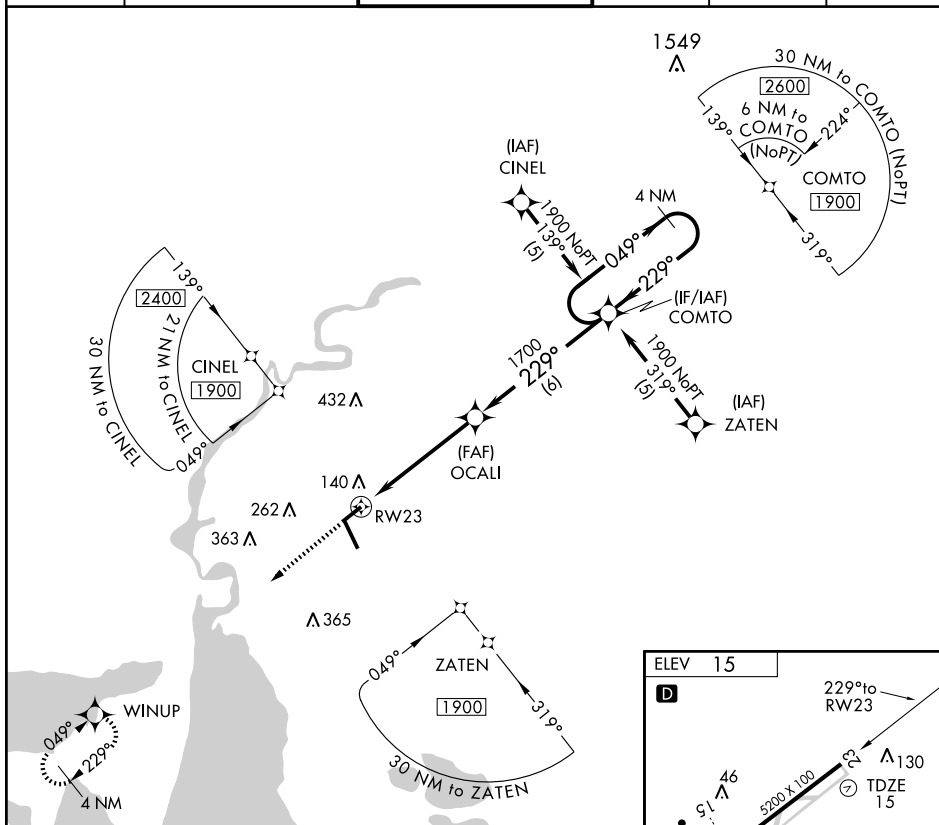 1549
30 NM to COMTO (NoPT)
2600
6 NM to
COMTO
(NoPT)
139°
224°
COMTO
1900
319°
(IAF)
CINEL
1900 NoPT
139°
(5)
4 NM
049°
229°
(IF/IAF)
COMTO
1700
229°
(6)
1900 NoPT
319°
(5)
(IAF)
ZATEN
139°
2400
30 NM to CINEL
21 NM to CINEL
CINEL
1900
049°
432
(FAF)
OCALI
140
RW23
262
363
365
049°
ZATEN
1900
319°
30 NM to ZATEN
WINUP
049°
229°
4 NM
ELEV 15
D
229° to
RW23
23
130
TDZE
15
46
15
5200 X 100